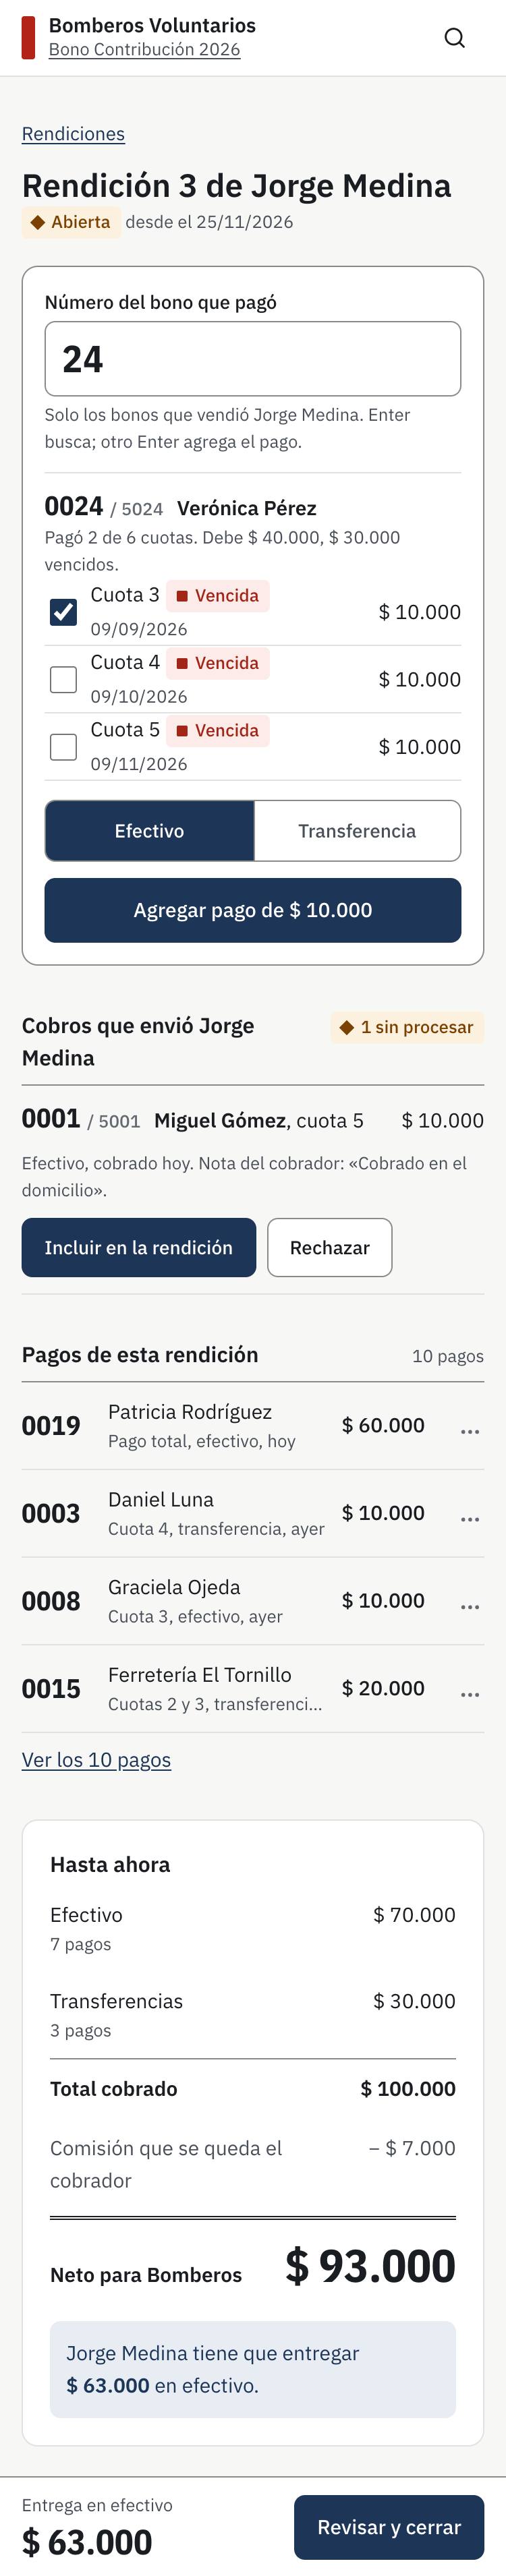 Bomberos Voluntarios
Bono Contribución 2026
Rendiciones
Rendición 3 de Jorge Medina
Abierta desde el 25/11/2026
Número del bono que pagó
24
Solo los bonos que vendió Jorge Medina. Enter
busca; otro Enter agrega el pago.
0024 / 5024 Verónica Pérez
Pagó 2 de 6 cuotas. Debe $ 40.000, $ 30.000
vencidos.
Cuota 3 Vencida
09/09/2026
$ 10.000
Cuota 4 Vencida
09/10/2026
$ 10.000
Cuota 5 Vencida
09/11/2026
$ 10.000
Efectivo Transferencia
Agregar pago de $ 10.000
Cobros que envió Jorge
Medina
1 sin procesar
0001 / 5001 Miguel Gómez, cuota 5 $ 10.000
Efectivo, cobrado hoy. Nota del cobrador: «Cobrado en el
domicilio».
Incluir en la rendición Rechazar
Pagos de esta rendición 10 pagos
0019 Patricia Rodríguez $ 60.000 ...
Pago total, efectivo, hoy
0003 Daniel Luna $ 10.000 ...
Cuota 4, transferencia, ayer
0008 Graciela Ojeda $ 10.000 ...
Cuota 3, efectivo, ayer
0015 Ferretería El Tornillo $ 20.000 ...
Cuotas 2 y 3, transferenci...
Ver los 10 pagos
Hasta ahora
Efectivo $ 70.000
7 pagos
Transferencias $ 30.000
3 pagos
Total cobrado $ 100.000
Comisión que se queda el
cobrador
− $ 7.000
Neto para Bomberos $ 93.000
Jorge Medina tiene que entregar
$ 63.000 en efectivo.
Entrega en efectivo
$ 63.000
Revisar y cerrar